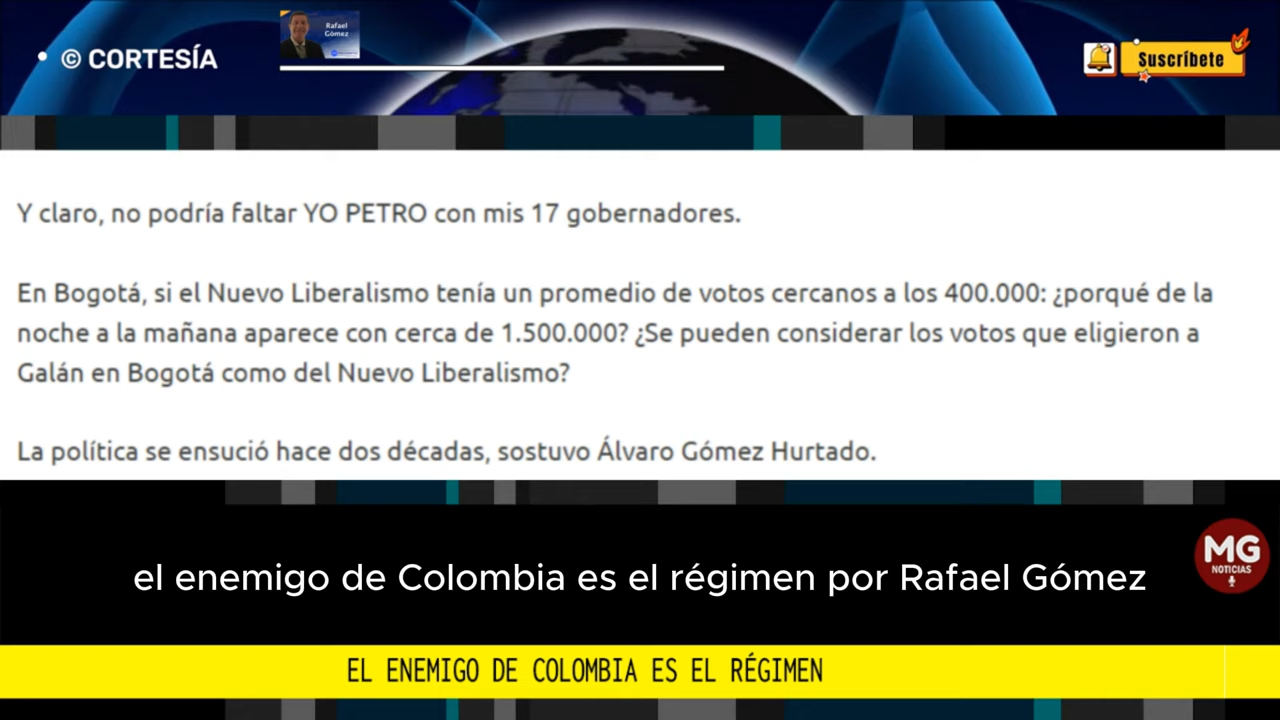 © CORTESÍA
Rafael
Gómez
Suscríbete
Y claro, no podría faltar YO PETRO con mis 17 gobernadores.
En Bogotá, si el Nuevo Liberalismo tenía un promedio de votos cercanos a los 400.000: ¿porqué de la
noche a la mañana aparece con cerca de 1.500.000? ¿Se pueden considerar los votos que eligieron a
Galán en Bogotá como del Nuevo Liberalismo?
La política se ensució hace dos décadas, sostuvo Álvaro Gómez Hurtado.
MG
NOTICIAS
el enemigo de Colombia es el régimen por Rafael Gómez
EL ENEMIGO DE COLOMBIA ES EL RÉGIMEN